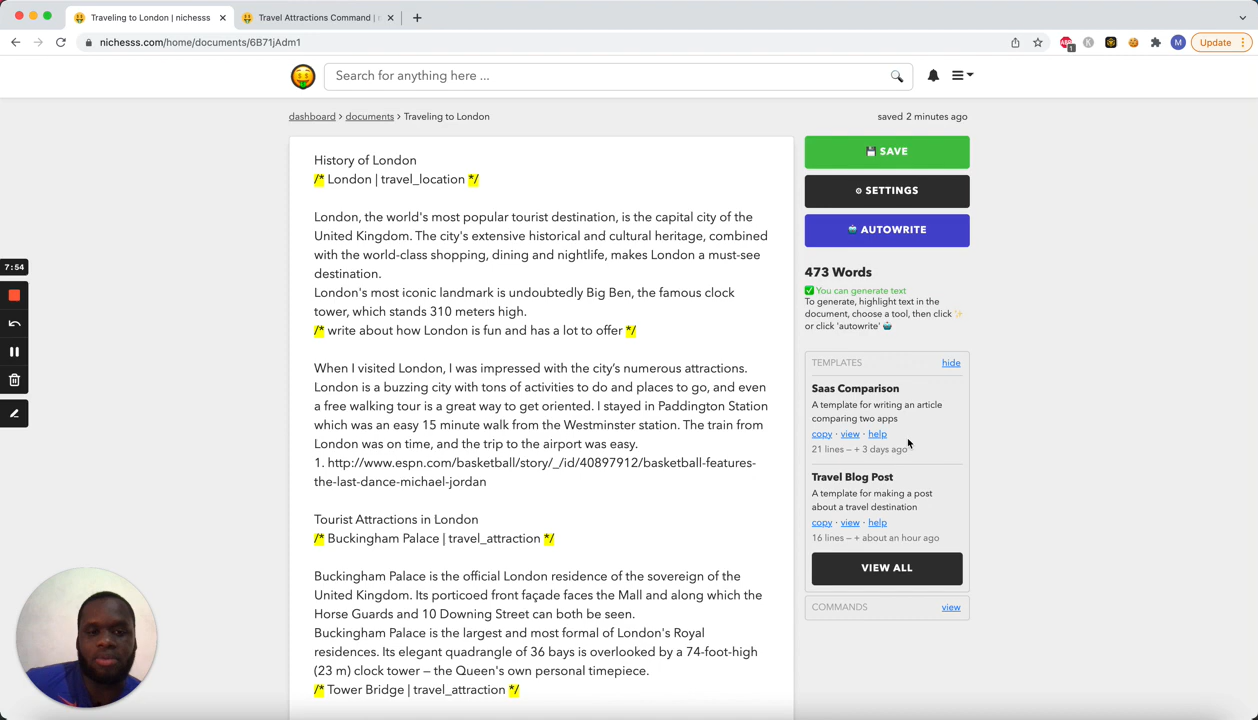 Traveling to London | nichesss
Travel Attractions Command |
nichesss.com/home/documents/6B71jAdm1
1
K
M
Update
Search for anything here ...
dashboard > documents > Traveling to London
saved 2 minutes ago
History of London
/* London | travel_location */
London, the world's most popular tourist destination, is the capital city of the
United Kingdom. The city's extensive historical and cultural heritage, combined
with the world-class shopping, dining and nightlife, makes London a must-see
destination.
London's most iconic landmark is undoubtedly Big Ben, the famous clock
tower, which stands 310 meters high.
/* write about how London is fun and has a lot to offer */
When I visited London, I was impressed with the city's numerous attractions.
London is a buzzing city with tons of activities to do and places to go, and even
a free walking tour is a great way to get oriented. I stayed in Paddington Station
which was an easy 15 minute walk from the Westminster station. The train from
London was on time, and the trip to the airport was easy.
1. http://www.espn.com/basketball/story/_/id/40897912/basketball-features-
the-last-dance-michael-jordan
Tourist Attractions in London
/* Buckingham Palace | travel_attraction */
Buckingham Palace is the official London residence of the sovereign of the
United Kingdom. Its porticoed front façade faces the Mall and along which the
Horse Guards and 10 Downing Street can both be seen.
Buckingham Palace is the largest and most formal of London's Royal
residences. Its elegant quadrangle of 36 bays is overlooked by a 74-foot-high
(23 m) clock tower – the Queen's own personal timepiece.
/* Tower Bridge | travel_attraction */
SAVE
SETTINGS
AUTOWRITE
473 Words
You can generate text
To generate, highlight text in the
document, choose a tool, then click
or click 'autowrite'
TEMPLATES hide
Saas Comparison
A template for writing an article
comparing two apps
copy · view · help
21 lines – + 3 days ago
Travel Blog Post
A template for making a post
about a travel destination
copy · view · help
16 lines – + about an hour ago
VIEW ALL
COMMANDS view
7:54